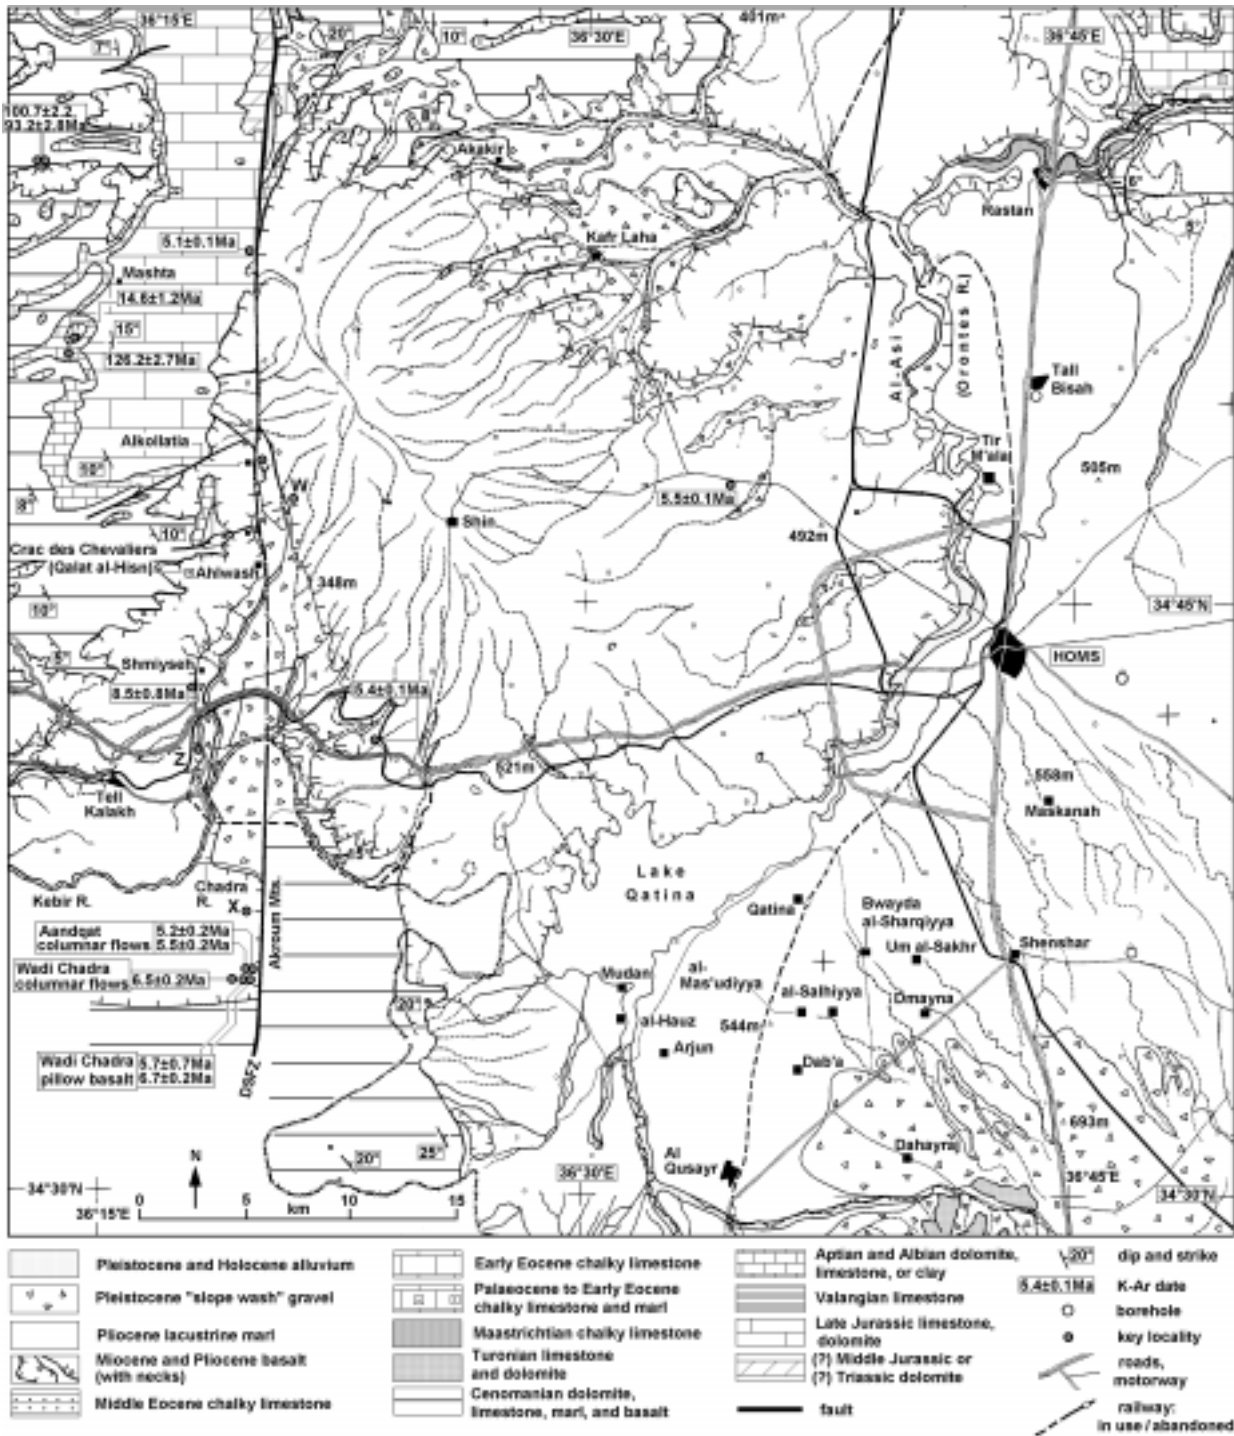 36°15'E
20°
10°
36°30'E
401m
36°45'E
7°
100.7±2.2
93.2±2.8Ma
8°
Akakir
6°
Rastan
5°
5.1±0.1Ma
Kafr Laha
Mashta
14.6±1.2Ma
15°
126.2±2.7Ma
Al-Asi
(Orontes R.)
Tall
Bisah
Alkollatia
10°
Tir
M'ala
505m
W
5.5±0.1Ma
8°
Shin
10°
492m
Crac des Chevaliers
(Qalat al-Hisn)
Ahlwash
348m
10°
34°45'N
5°
Shmiyseh
HOMS
8.5±0.8Ma
5.4±0.1Ma
Z
521m
558m
Tell
Kalakh
Maskanah
5°
Lake
Qatina
Chadra
R.
Kebir R.
X
Akroum Mts.
Qatina
Bwayda
al-Sharqiyya
Um al-Sakhr
Shenshar
Aandqat
columnar flows
5.2±0.2Ma
5.5±0.2Ma
Wadi Chadra
columnar flows
6.5±0.2Ma
Mudan
al-
Mas'udiyya
al-Salhiyya
Omayna
20°
al-Hauz
544m
Arjun
Dab'a
Wadi Chadra
pillow basalt
5.7±0.7Ma
6.7±0.2Ma
DSFZ
693m
Dahayraj
N
20°
25°
36°30'E
Al
Qusayr
36°45'E
34°30'N
34°30'N
0 5 10 15
km
36°15'E
Pleistocene and Holocene alluvium
Pleistocene "slope wash" gravel
Pliocene lacustrine marl
Miocene and Pliocene basalt
(with necks)
Middle Eocene chalky limestone
Early Eocene chalky limestone
Palaeocene to Early Eocene
chalky limestone and marl
Maastrichtian chalky limestone
Turonian limestone
and dolomite
Cenomanian dolomite,
limestone, marl, and basalt
Aptian and Albian dolomite,
limestone, or clay
Valangian limestone
Late Jurassic limestone,
dolomite
(?) Middle Jurassic or
(?) Triassic dolomite
fault
20° dip and strike
5.4±0.1Ma K-Ar date
borehole
key locality
roads,
motorway
railway:
in use / abandoned